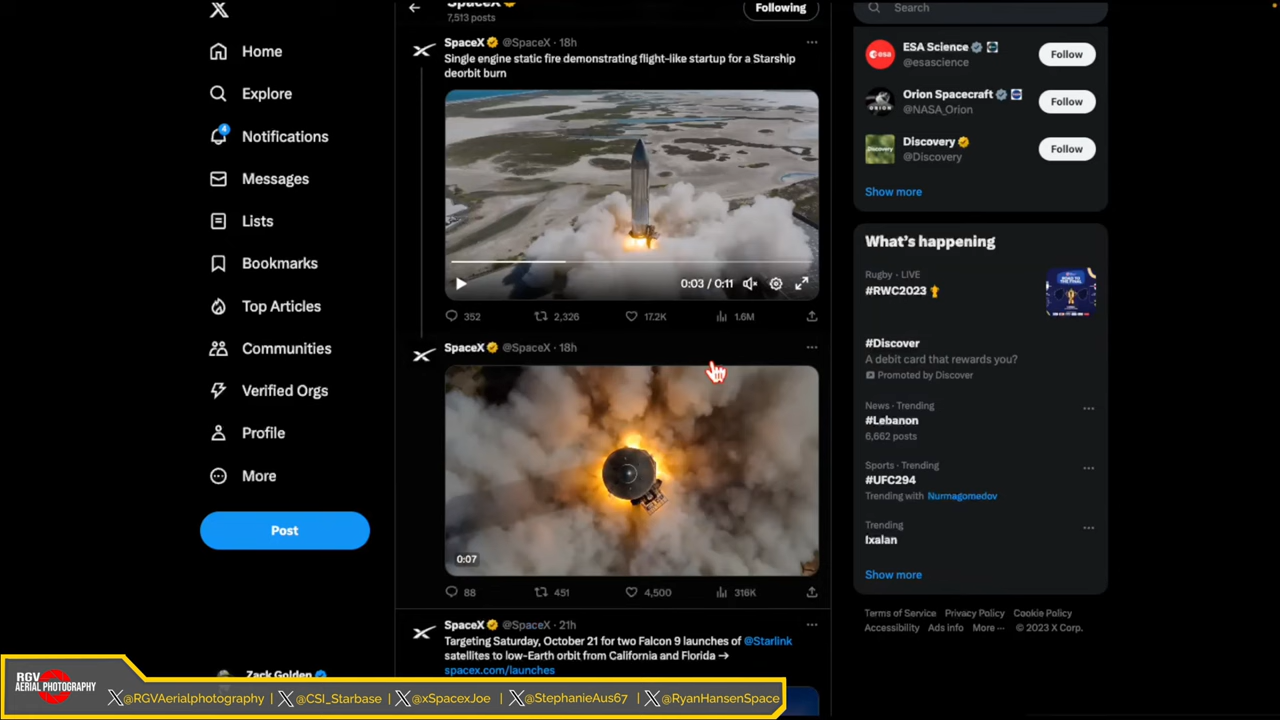 SpaceX
7,513 posts
Following
Search
Home
Explore
4
Notifications
Messages
Lists
Bookmarks
Top Articles
Communities
Verified Orgs
Profile
More
Post
Zack Golden
SpaceX @SpaceX · 18h
Single engine static fire demonstrating flight-like startup for a Starship
deorbit burn
0:03 / 0:11
352 2,326 17.2K 1.6M
SpaceX @SpaceX · 18h
0:07
88 451 4,500 316K
SpaceX @SpaceX · 21h
Targeting Saturday, October 21 for two Falcon 9 launches of @Starlink
satellites to low-Earth orbit from California and Florida →
spacex.com/launches
ESA Science
@esascience
Follow
Orion Spacecraft
@NASA_Orion
Follow
Discovery
@Discovery
Follow
Show more
What's happening
Rugby · LIVE
#RWC2023
#Discover
A debit card that rewards you?
Promoted by Discover
News · Trending
#Lebanon
6,662 posts
Sports · Trending
#UFC294
Trending with Nurmagomedov
Trending
Ixalan
Show more
Terms of Service Privacy Policy Cookie Policy
Accessibility Ads info More ··· © 2023 X Corp.
RGV
AERIAL PHOTOGRAPHY
X@RGVAerialphotography | X@CSI_Starbase | X@xSpacexJoe | X@StephanieAus67 | X@RyanHansenSpace